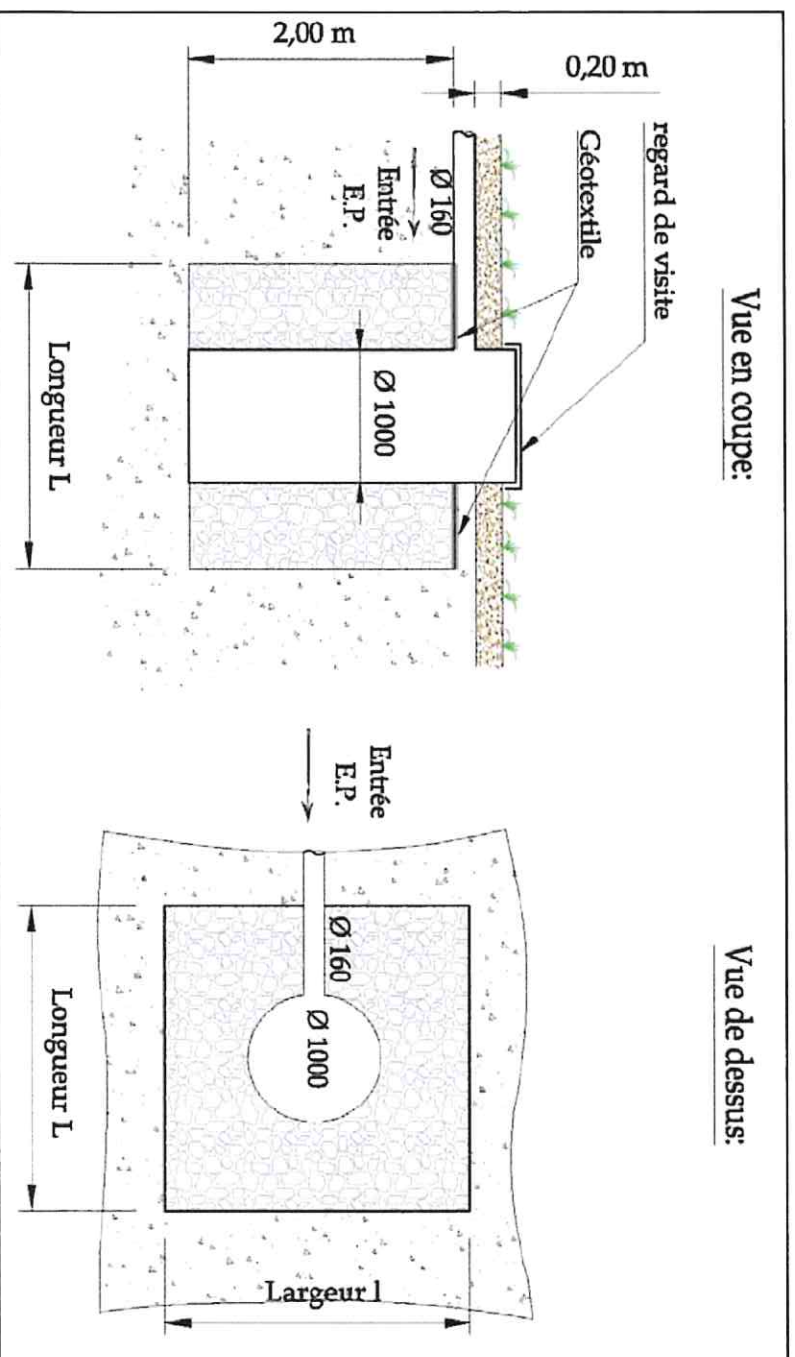 Vue en coupe:
regard de visite
Géotextile
0,20 m
2,00 m
Ø 160
Entrée
E.P.
Ø 1000
Longueur L
Vue de dessus:
Entrée
E.P.
Ø 160
Ø 1000
Longueur L
Largeur l